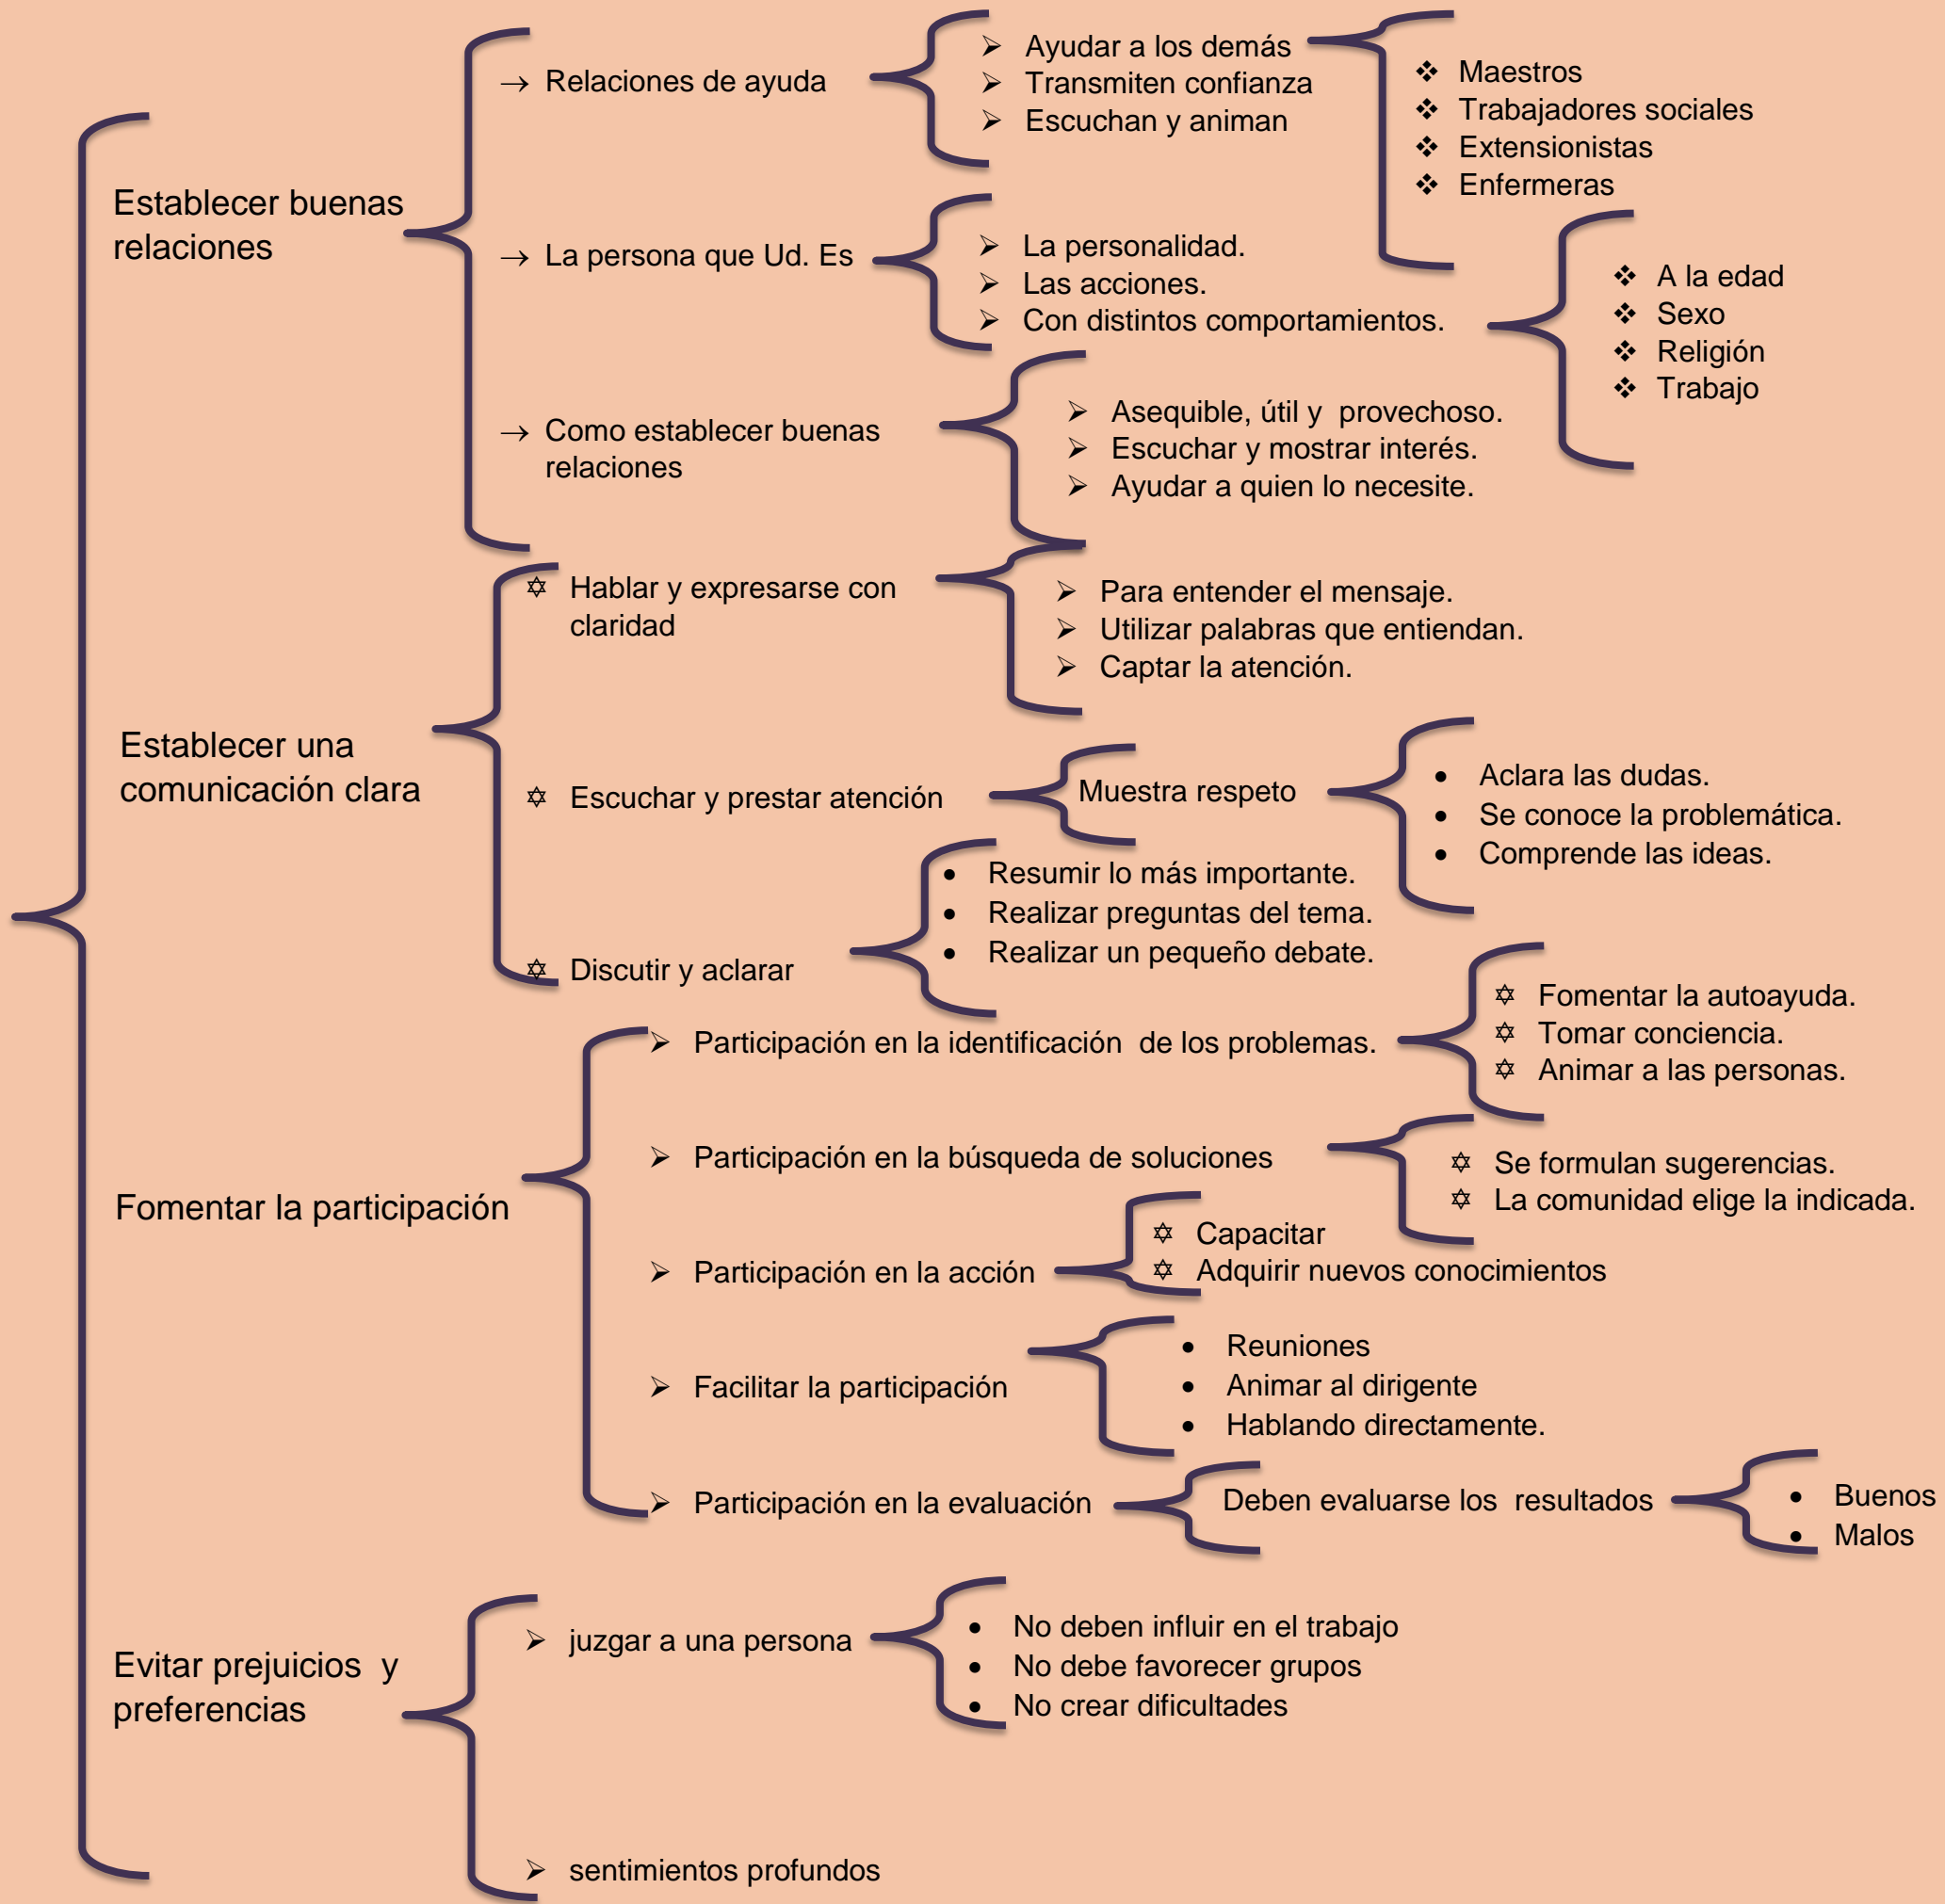 Establecer buenas
relaciones
→ Relaciones de ayuda
➢ Ayudar a los demás
➢ Transmiten confianza
➢ Escuchan y animan
❖ Maestros
❖ Trabajadores sociales
❖ Extensionistas
❖ Enfermeras
→ La persona que Ud. Es
➢ La personalidad.
➢ Las acciones.
➢ Con distintos comportamientos.
❖ A la edad
❖ Sexo
❖ Religión
❖ Trabajo
→ Como establecer buenas
relaciones
➢ Asequible, útil y  provechoso.
➢ Escuchar y mostrar interés.
➢ Ayudar a quien lo necesite.
Establecer una
comunicación clara
✡ Hablar y expresarse con
claridad
➢ Para entender el mensaje.
➢ Utilizar palabras que entiendan.
➢ Captar la atención.
✡ Escuchar y prestar atención
Muestra respeto
• Aclara las dudas.
• Se conoce la problemática.
• Comprende las ideas.
✡ Discutir y aclarar
• Resumir lo más importante.
• Realizar preguntas del tema.
• Realizar un pequeño debate.
Fomentar la participación
➢ Participación en la identificación  de los problemas.
✡ Fomentar la autoayuda.
✡ Tomar conciencia.
✡ Animar a las personas.
➢ Participación en la búsqueda de soluciones
✡ Se formulan sugerencias.
✡ La comunidad elige la indicada.
➢ Participación en la acción
✡ Capacitar
✡ Adquirir nuevos conocimientos
➢ Facilitar la participación
• Reuniones
• Animar al dirigente
• Hablando directamente.
➢ Participación en la evaluación
Deben evaluarse los  resultados
• Buenos
• Malos
Evitar prejuicios  y
preferencias
➢ juzgar a una persona
• No deben influir en el trabajo
• No debe favorecer grupos
• No crear dificultades
➢ sentimientos profundos